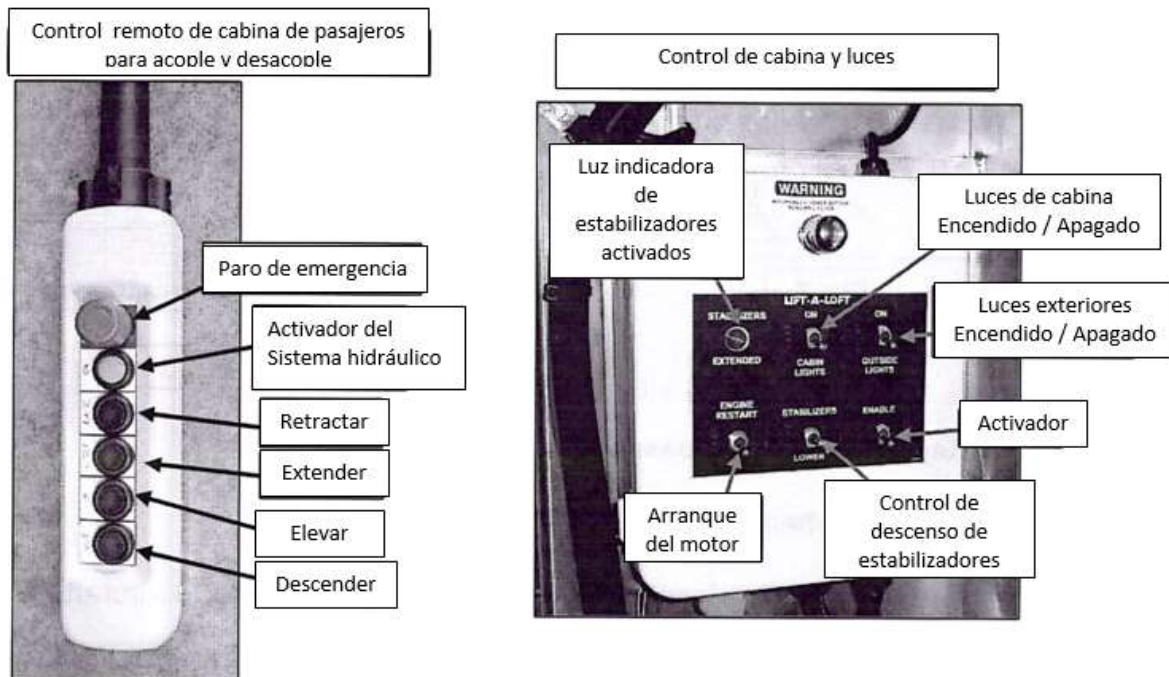 Control remoto de cabina de pasajeros
para acople y desacople
Paro de emergencia
Activador del
Sistema hidráulico
Retractar
Extender
Elevar
Descender
Control de cabina y luces
Luz indicadora
de
estabilizadores
activados
Luces de cabina
Encendido / Apagado
Luces exteriores
Encendido / Apagado
Activador
Arranque
del motor
Control de
descenso de
estabilizadores
WARNING
LIFT-A-LOFT
STABILIZERS
EXTENDED
ON
CABIN
LIGHTS
ON
OUTSIDE
LIGHTS
ENGINE
RESTART
STABILIZERS
LOWER
ENABLE